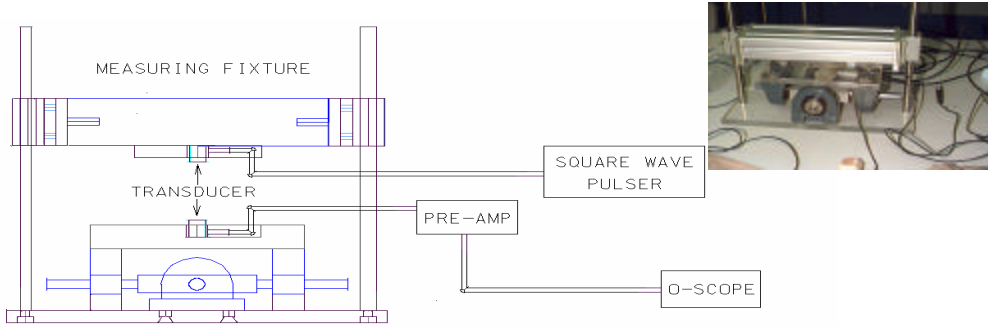 MEASURING FIXTURE
SQUARE WAVE
PULSER
TRANSDUCER
PRE-AMP
O-SCOPE